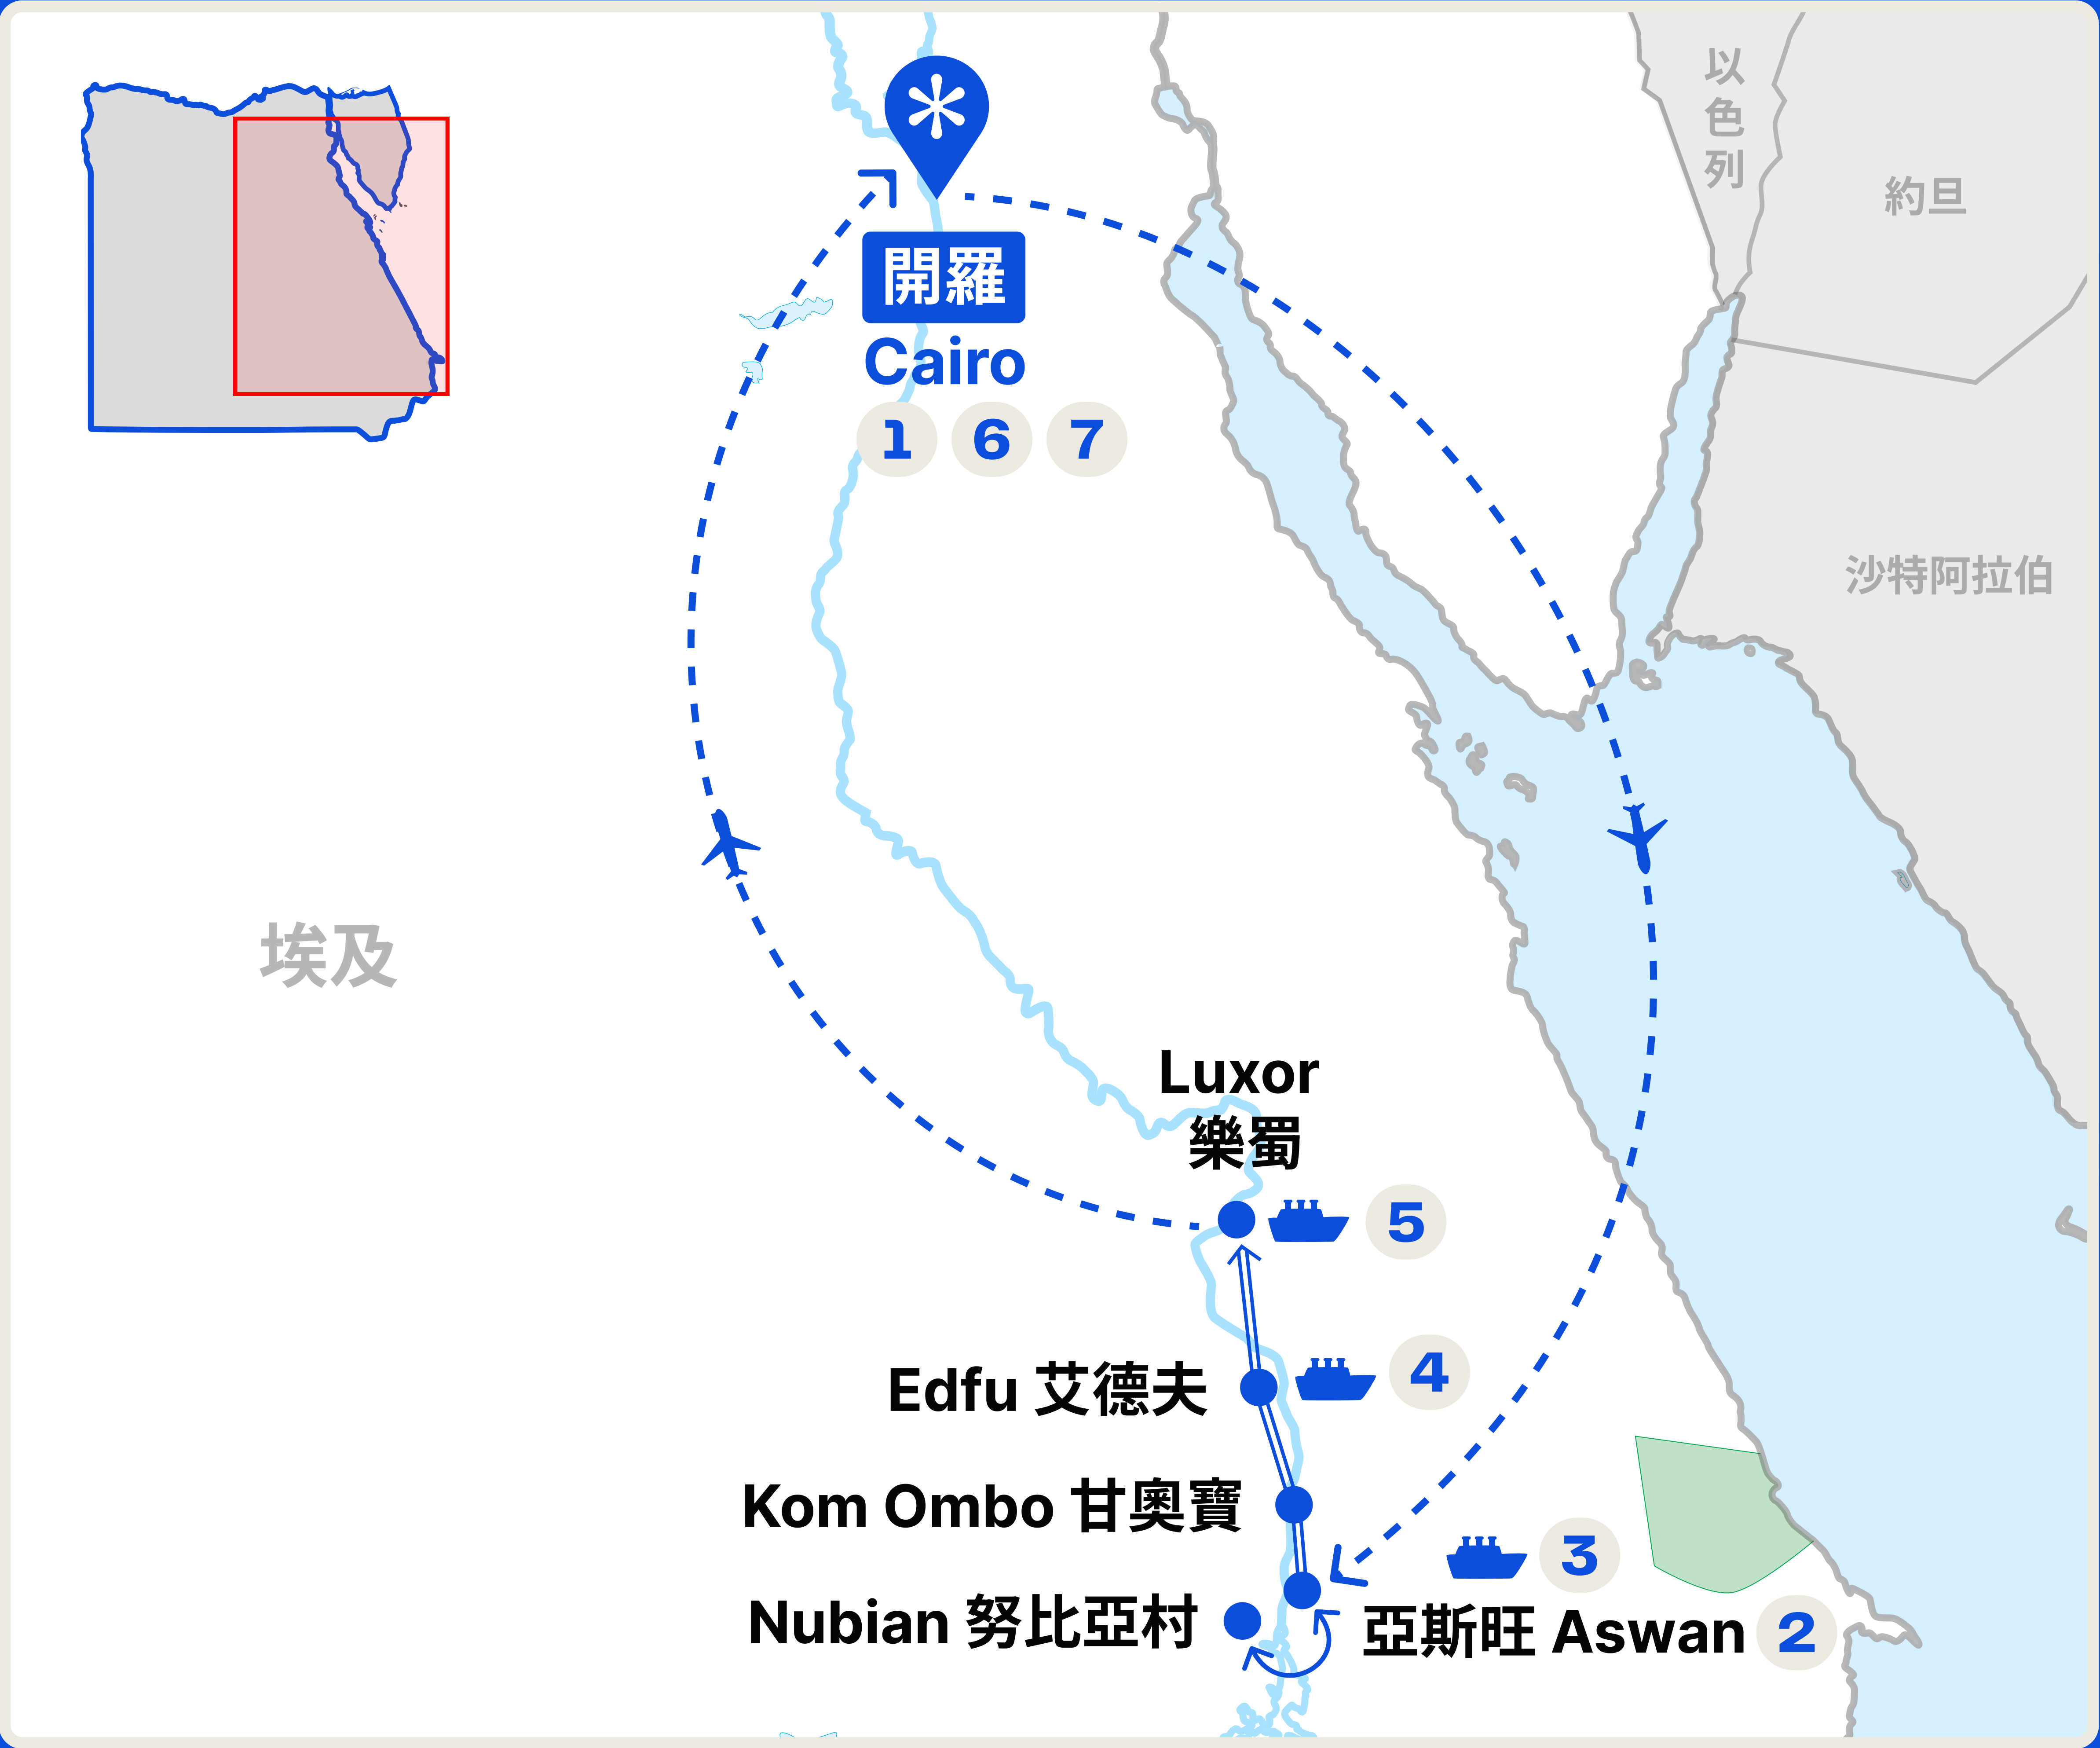 以色列
約旦
開羅
Cairo
1 6 7
沙特阿拉伯
埃及
Luxor
樂蜀
5
Edfu 艾德夫
4
Kom Ombo 甘奧寶
3
Nubian 努比亞村
亞斯旺 Aswan 2